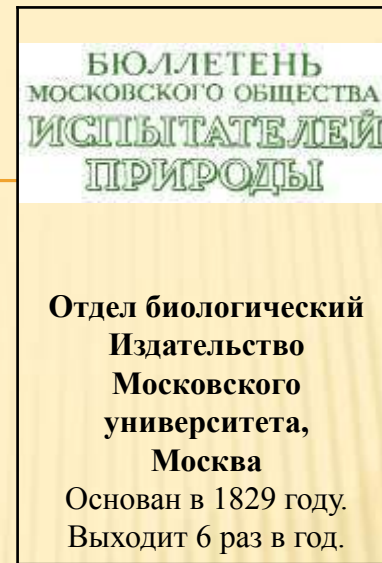 БЮЛЛЕТЕНЬ
МОСКОВСКОГО ОБЩЕСТВА
ИСПЫТАТЕЛЕЙ
ПРИРОДЫ
Отдел биологический
Издательство
Московского
университета,
Москва
Основан в 1829 году.
Выходит 6 раз в год.